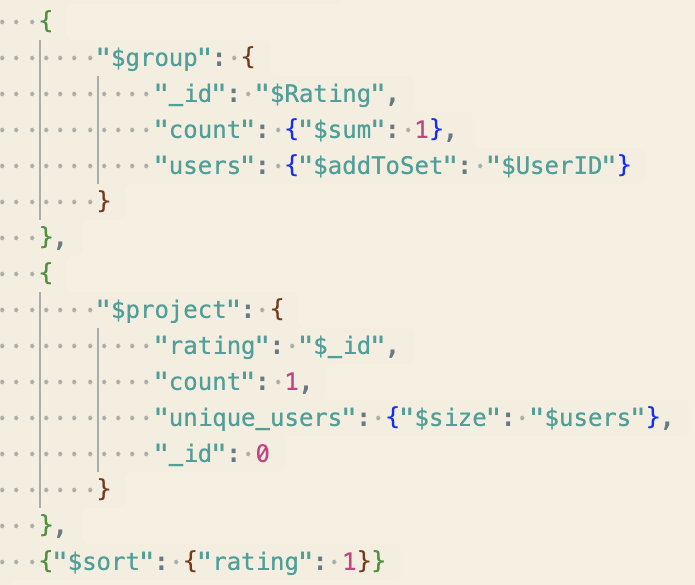 {
"$group": {
"_id": "$Rating",
"count": {"$sum": 1},
"users": {"$addToSet": "$UserID"}
}
},
{
"$project": {
"rating": "$_id",
"count": 1,
"unique_users": {"$size": "$users"},
"_id": 0
}
},
{"$sort": {"rating": 1}}